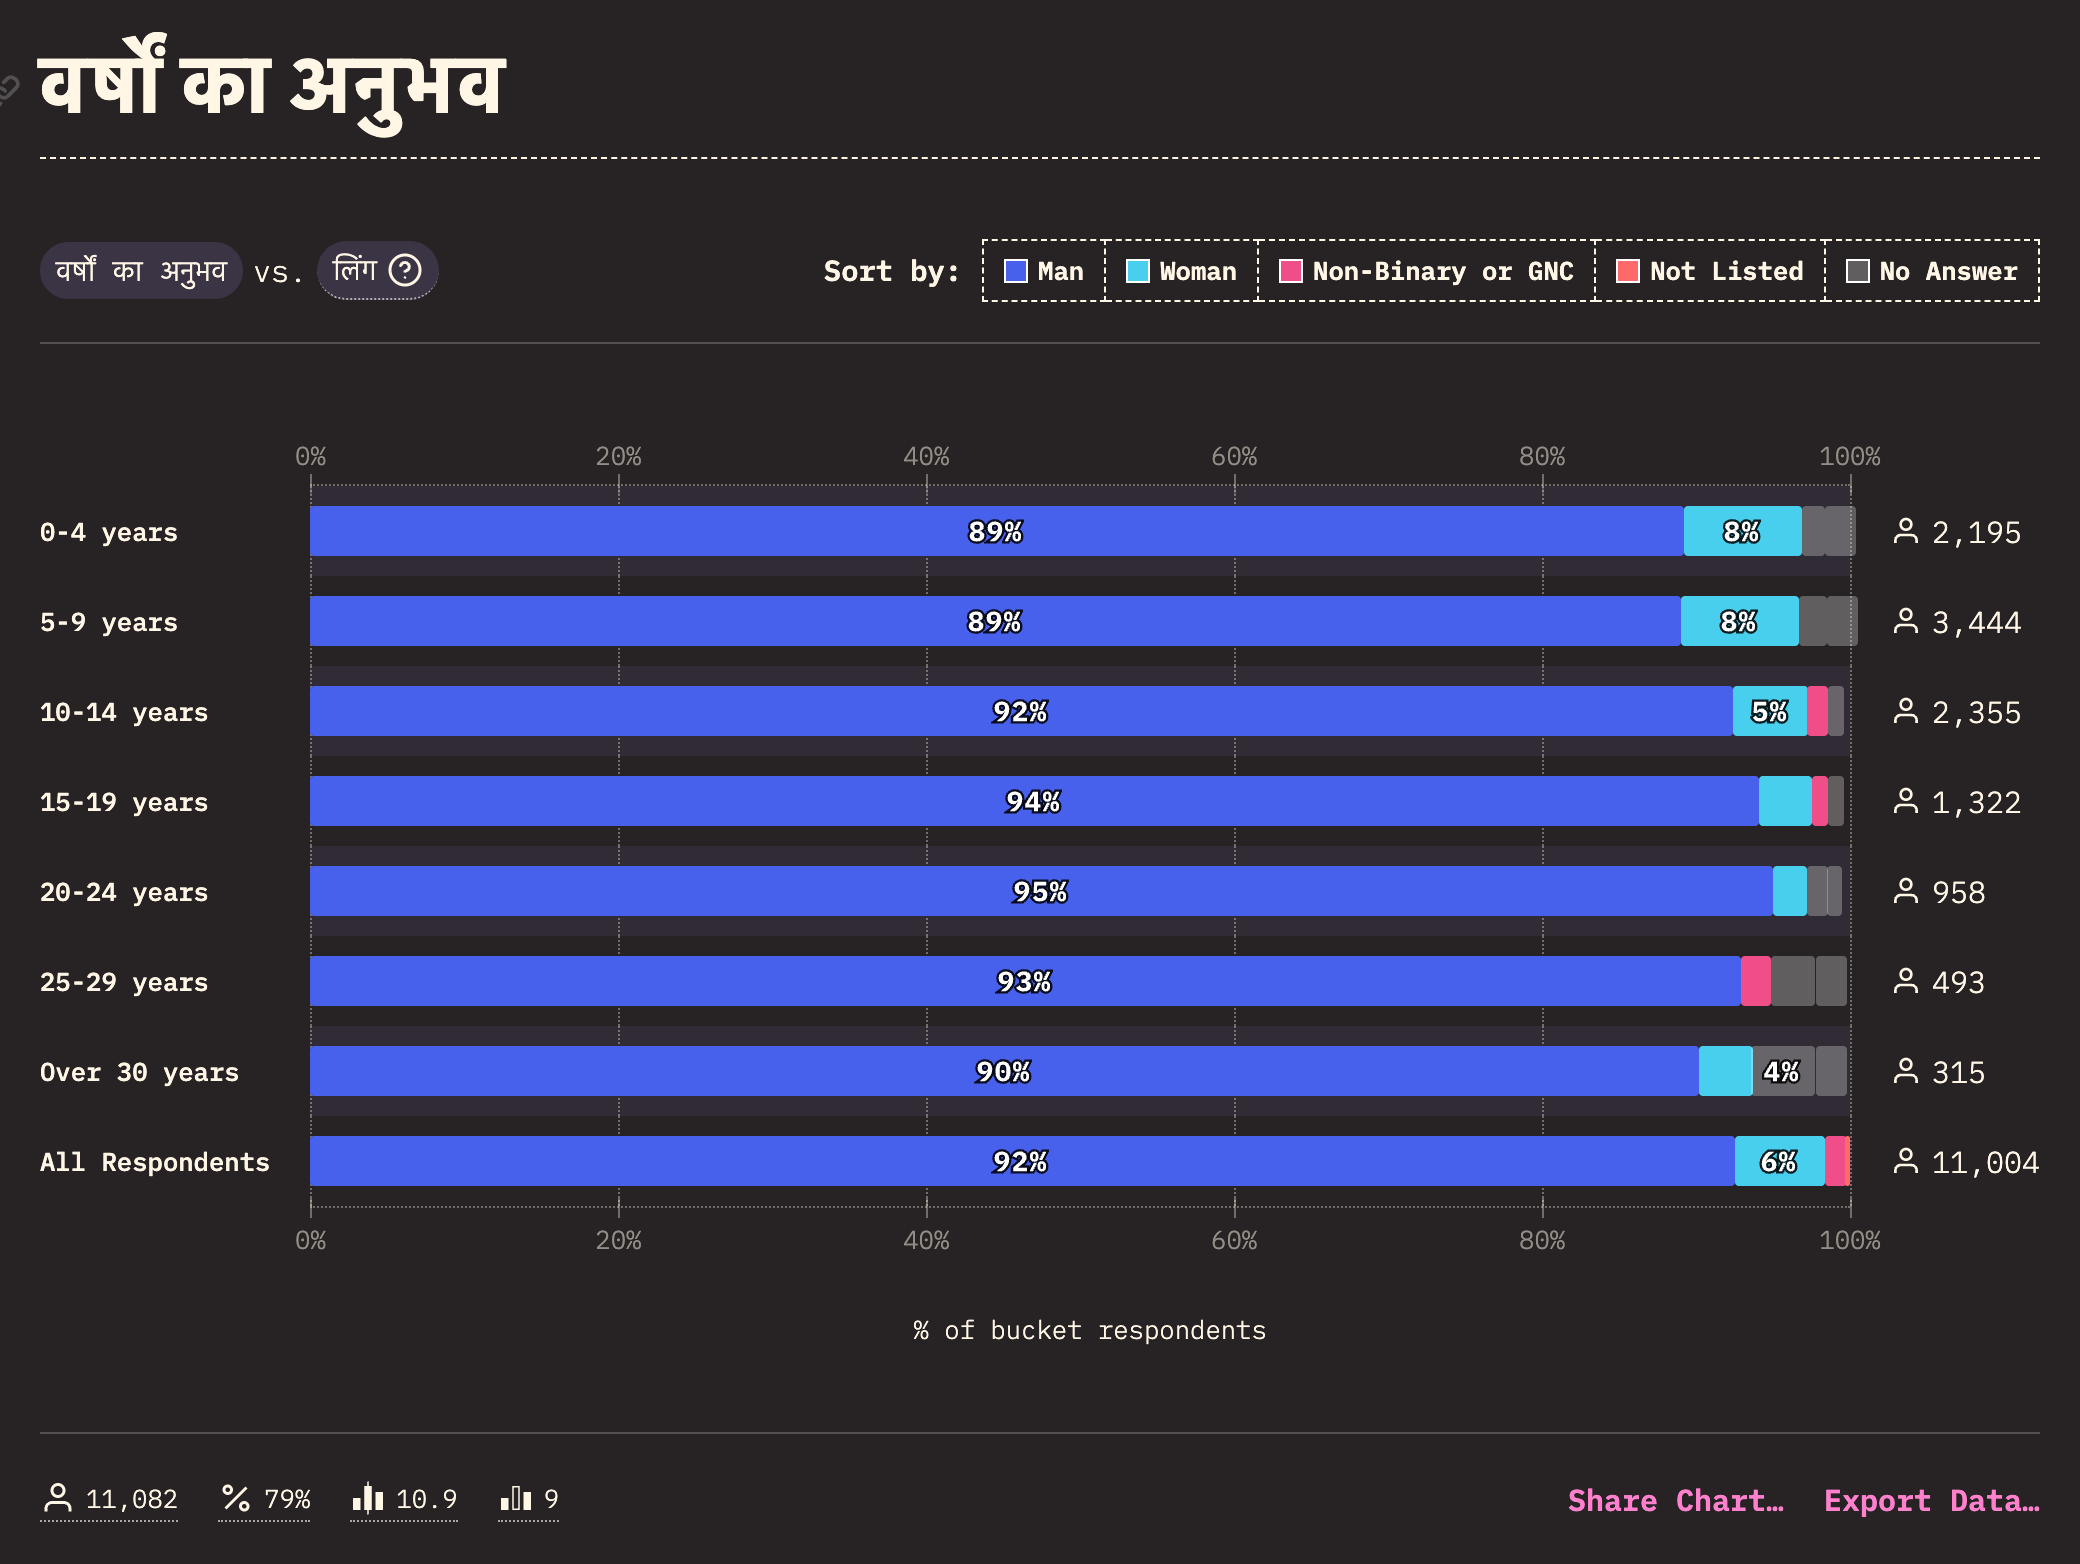 वर्षों का अनुभव
वर्षों का अनुभव vs. लिंग ?
Sort by: Man Woman Non-Binary or GNC Not Listed No Answer
0% 20% 40% 60% 80% 100%
0-4 years 89% 8% 2,195
5-9 years 89% 8% 3,444
10-14 years 92% 5% 2,355
15-19 years 94% 1,322
20-24 years 95% 958
25-29 years 93% 493
Over 30 years 90% 4% 315
All Respondents 92% 6% 11,004
0% 20% 40% 60% 80% 100%
% of bucket respondents
11,082 % 79% 10.9 9 Share Chart… Export Data…